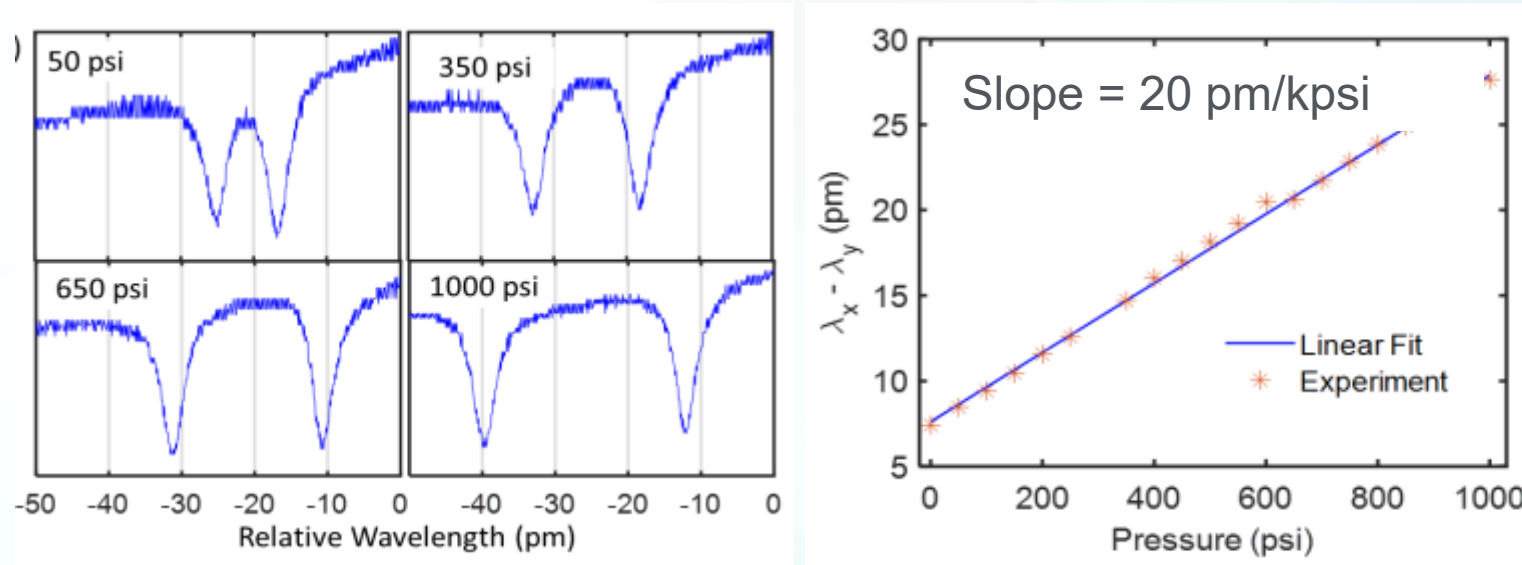 )
50 psi
350 psi
650 psi
1000 psi
-50 -40 -30 -20 -10 0
-40 -30 -20 -10 0
Relative Wavelength (pm)
Slope = 20 pm/kpsi
30
25
20
15
10
5
λx - λy (pm)
Linear Fit
Experiment
0 200 400 600 800 1000
Pressure (psi)